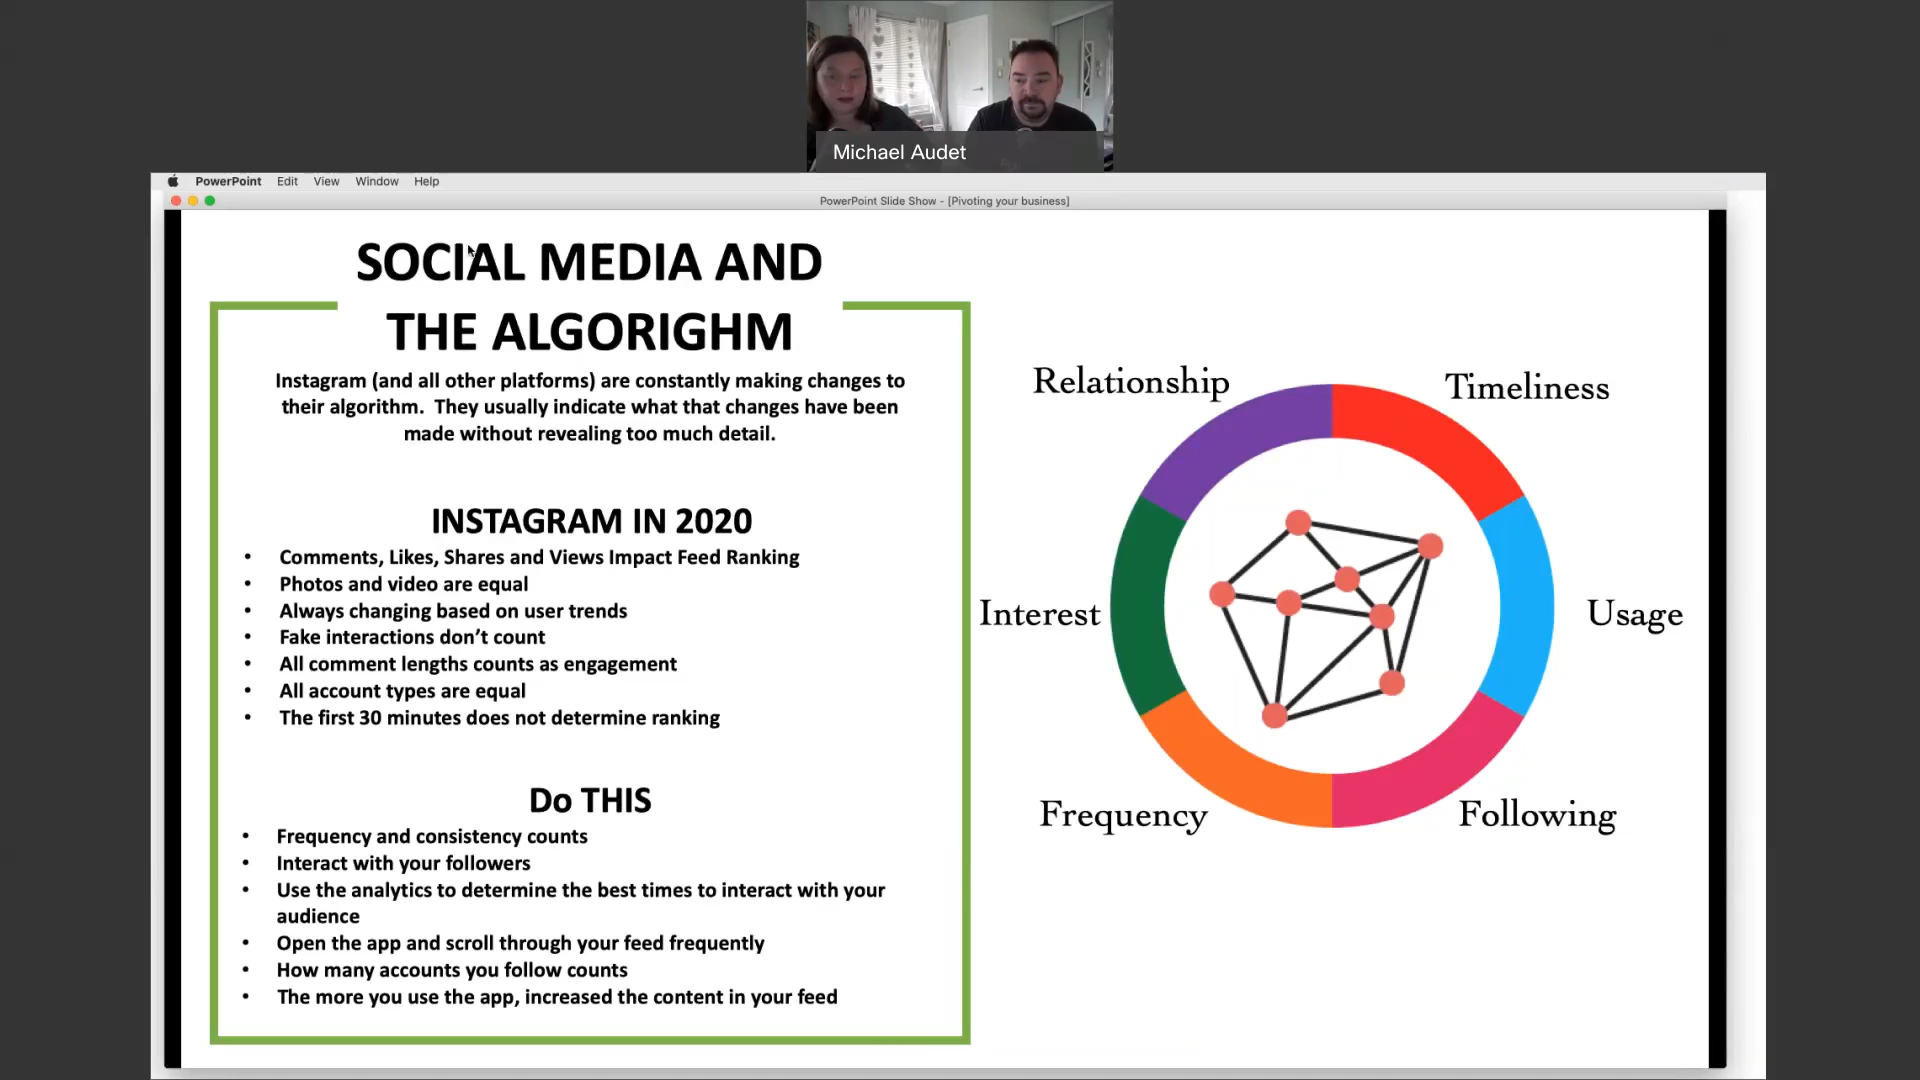 Michael Audet
PowerPoint Edit View Window Help
PowerPoint Slide Show - [Pivoting your business]
SOCIAL MEDIA AND
THE ALGORIGHM
Instagram (and all other platforms) are constantly making changes to
their algorithm. They usually indicate what that changes have been
made without revealing too much detail.
INSTAGRAM IN 2020
• Comments, Likes, Shares and Views Impact Feed Ranking
• Photos and video are equal
• Always changing based on user trends
• Fake interactions don’t count
• All comment lengths counts as engagement
• All account types are equal
• The first 30 minutes does not determine ranking
Do THIS
• Frequency and consistency counts
• Interact with your followers
• Use the analytics to determine the best times to interact with your
audience
• Open the app and scroll through your feed frequently
• How many accounts you follow counts
• The more you use the app, increased the content in your feed
Relationship
Timeliness
Interest
Usage
Frequency
Following